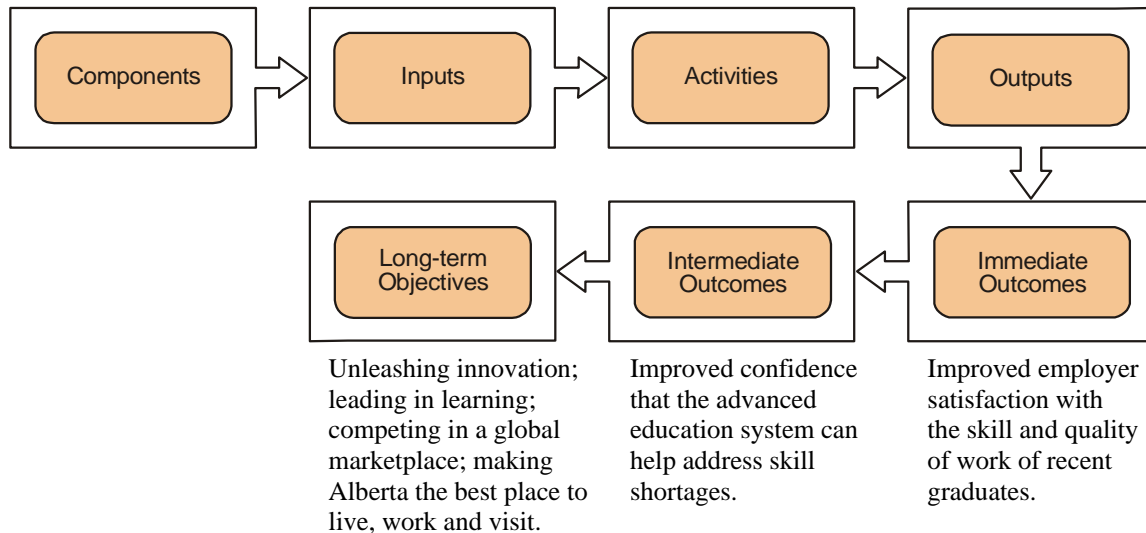 Components
Inputs
Activities
Outputs
Long-term
Objectives
Intermediate
Outcomes
Immediate
Outcomes
Unleashing innovation;
leading in learning;
competing in a global
marketplace; making
Alberta the best place to
live, work and visit.
Improved confidence
that the advanced
education system can
help address skill
shortages.
Improved employer
satisfaction with
the skill and quality
of work of recent
graduates.